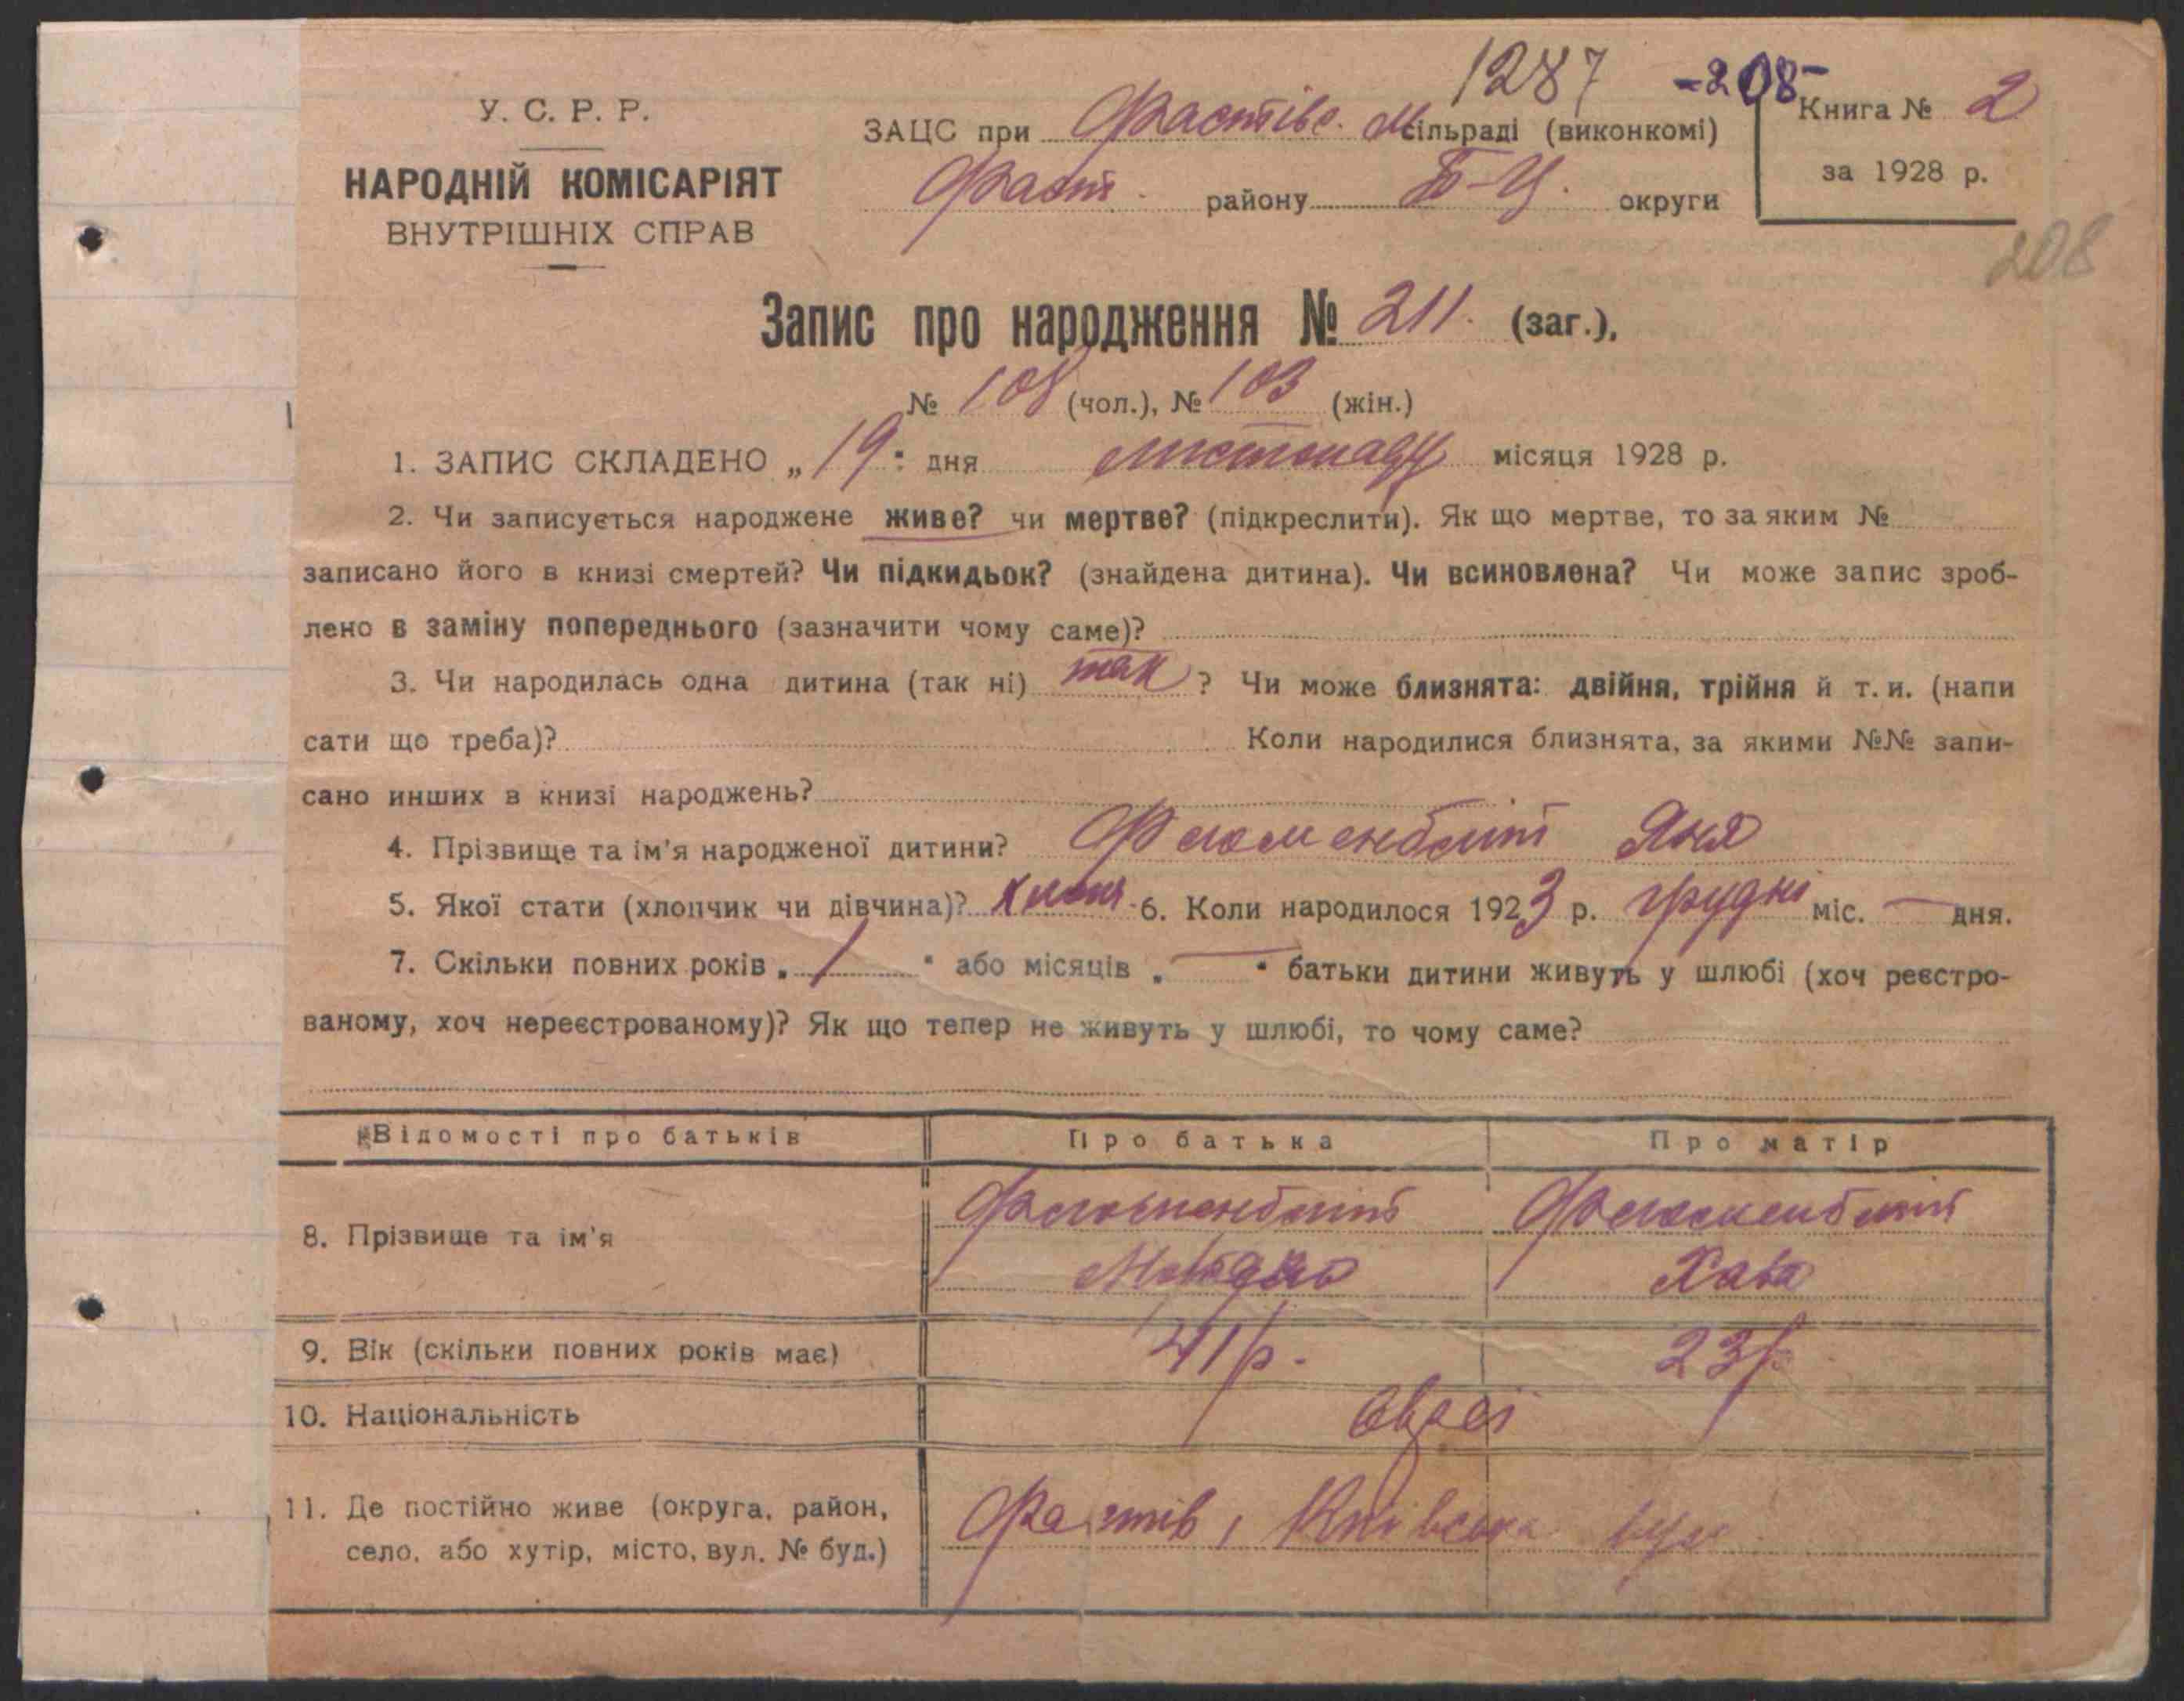 1287 -208-
У. С. Р. Р.
НАРОДНІЙ КОМІСАРІЯТ
ВНУТРІШНІХ СПРАВ
ЗАЦС при Фастівс. М сільраді (виконкомі)
Фаст. району Б-Ц. округи
Книга № 2
за 1928 р.
208
Запис про народження № 211. (заг.),
№ 108 (чол.), № 103 (жін.)
1. ЗАПИС СКЛАДЕНО „ 19 " дня листопаду місяця 1928 р.
2. Чи записується народжене живе? чи мертве? (підкреслити). Як що мертве, то за яким №
записано його в книзі смертей? Чи підкидьок? (знайдена дитина). Чи всиновлена? Чи може запис зроб-
лено в заміну попереднього (зазначити чому саме)?
3. Чи народилась одна дитина (так ні) так ? Чи може близнята: двійня, трійня й т. и. (напи
сати що треба)? Коли народилися близнята, за якими №№ запи-
сано инших в книзі народжень?
4. Прізвище та ім'я народженої дитини? Яня
5. Якої стати (хлопчик чи дівчина)? 6. Коли народилося 1923 р. грудні міс. — дня.
7. Скільки повних років „ 1 " або місяців „ — " батьки дитини живуть у шлюбі (хоч реєстро-
ваному, хоч нереєстрованому)? Як що тепер не живуть у шлюбі, то чому саме?
Відомості про батьків Про батька Про матір
8. Прізвище та ім'я
Хава
9. Вік (скільки повних років має) 41 р. 23 р.
10. Національність Євреї
11. Де постійно живе (округа, район,
село, або хутір, місто, вул. № буд.)
Фастів, Київська вул.